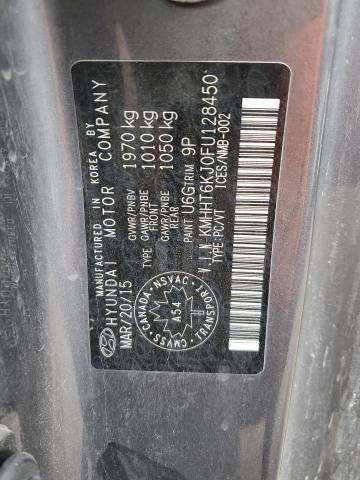 MANUFACTURED IN KOREA BY
HYUNDAI MOTOR COMPANY
MAR/20/15
GVWR/PNBV 1970 kg
TYPE GAWR/PNBE FRONT 1010 kg
GAWR/PNBE REAR 1050 kg
PAINT U6G TRIM 9P
V.I.N KMHHT6KJ0FU128450
TYPE:PC/VT ICES/NMB-002
CANADA · NSVAC · TRANSPORT · CMVSS
A54